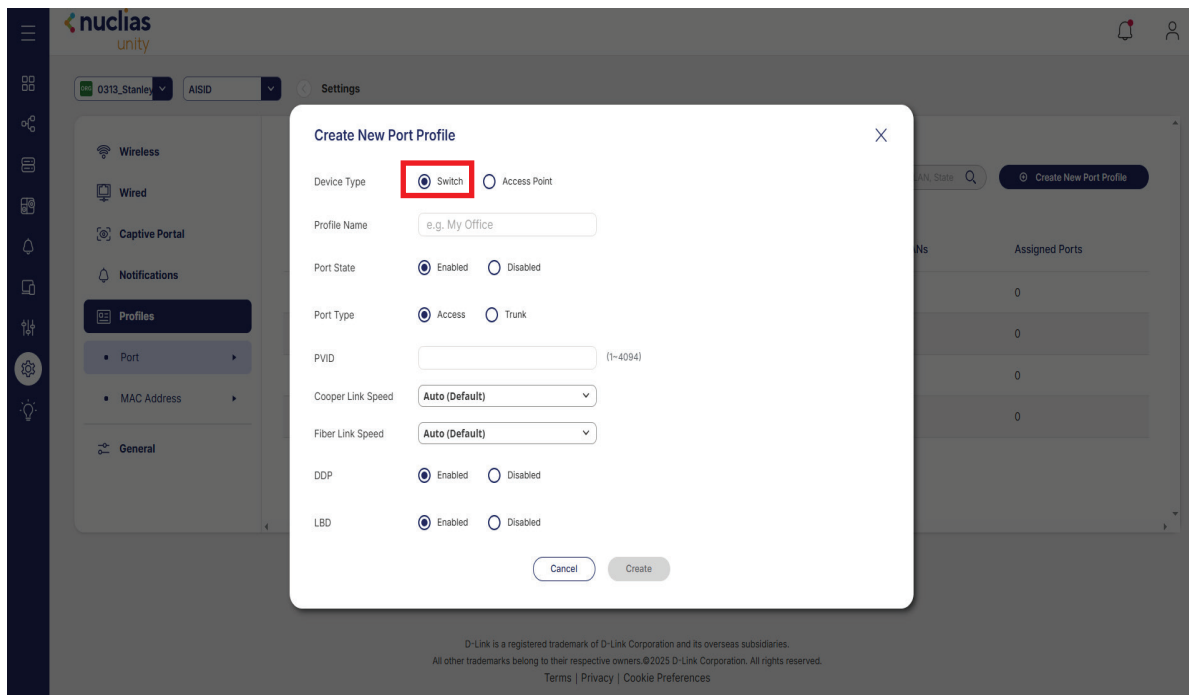 nuclias
unity
ORG 0313_Stanley
AISID
Settings
Wireless
Wired
Captive Portal
Notifications
Profiles
Port
MAC Address
General
Create New Port Profile
Device Type
Switch
Access Point
Profile Name
e.g. My Office
Port State
Enabled
Disabled
Port Type
Access
Trunk
PVID
(1~4094)
Cooper Link Speed
Auto (Default)
Fiber Link Speed
Auto (Default)
DDP
Enabled
Disabled
LBD
Enabled
Disabled
Cancel
Create
State
Create New Port Profile
Assigned Ports
0
0
0
0
D-Link is a registered trademark of D-Link Corporation and its overseas subsidiaries.
All other trademarks belong to their respective owners.©2025 D-Link Corporation. All rights reserved.
Terms | Privacy | Cookie Preferences